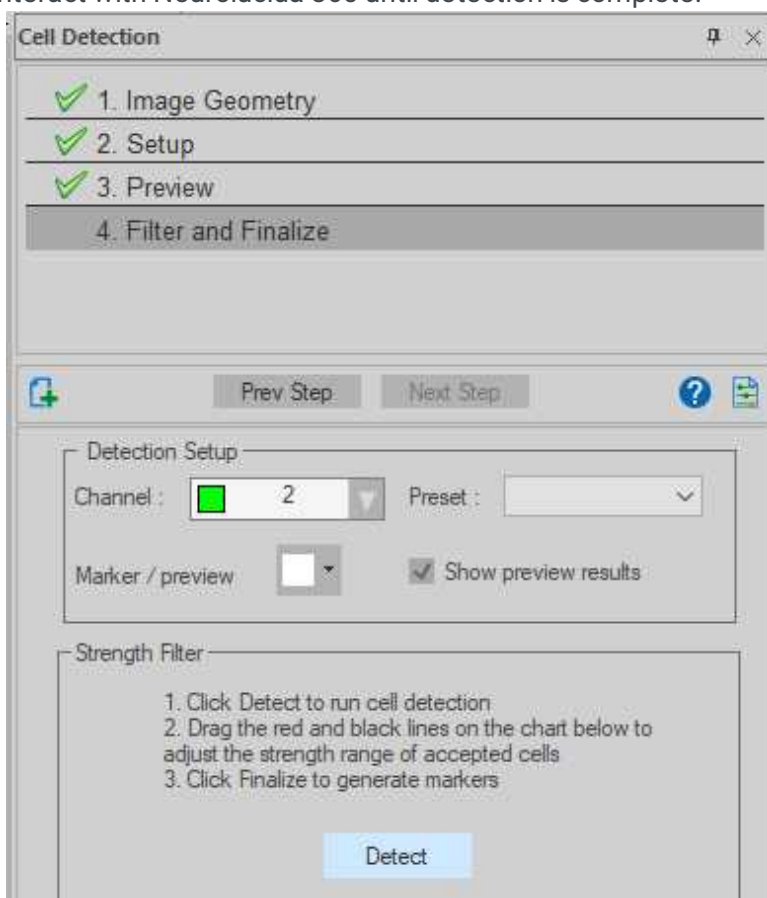 Cell Detection
1. Image Geometry
2. Setup
3. Preview
4. Filter and Finalize
Prev Step Next Step
Detection Setup
Channel : 2 Preset :
Marker / preview Show preview results
Strength Filter
1. Click Detect to run cell detection
2. Drag the red and black lines on the chart below to
adjust the strength range of accepted cells
3. Click Finalize to generate markers
Detect